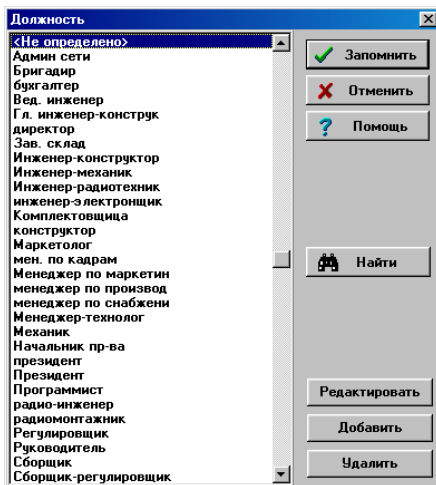 Должность
<Не определено>
Админ сети
Бригадир
бухгалтер
Вед. инженер
Гл. инженер-конструк
директор
Зав. склад
Инженер-конструктор
Инженер-механик
Инженер-радиотехник
инженер-электронщик
Комплектовщица
конструктор
Маркетолог
мен. по кадрам
Менеджер по маркетин
менеджер по производ
менеджер по снабжени
Менеджер-технолог
Механик
Начальник пр-ва
президент
Президент
Программист
радио-инженер
радиомонтажник
Регулировщик
Руководитель
Сборщик
Сборщик-регулировщик
Запомнить
Отменить
Помощь
Найти
Редактировать
Добавить
Удалить